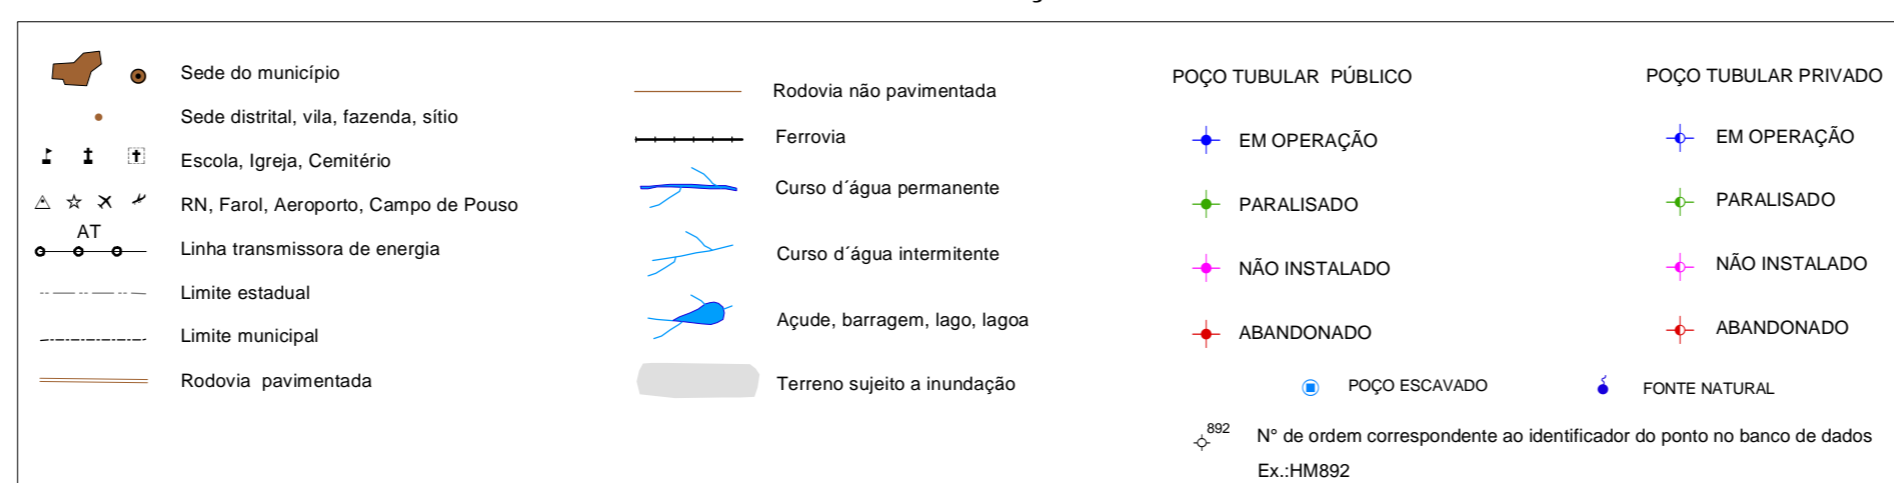 Sede do município
Sede distrital, vila, fazenda, sítio
Escola, Igreja, Cemitério
RN, Farol, Aeroporto, Campo de Pouso
AT
Linha transmissora de energia
Limite estadual
Limite municipal
Rodovia pavimentada
Rodovia não pavimentada
Ferrovia
Curso d´água permanente
Curso d´água intermitente
Açude, barragem, lago, lagoa
Terreno sujeito a inundação
POÇO TUBULAR PÚBLICO
EM OPERAÇÃO
PARALISADO
NÃO INSTALADO
ABANDONADO
POÇO TUBULAR PRIVADO
EM OPERAÇÃO
PARALISADO
NÃO INSTALADO
ABANDONADO
POÇO ESCAVADO
FONTE NATURAL
892
N° de ordem correspondente ao identificador do ponto no banco de dados
Ex.:HM892